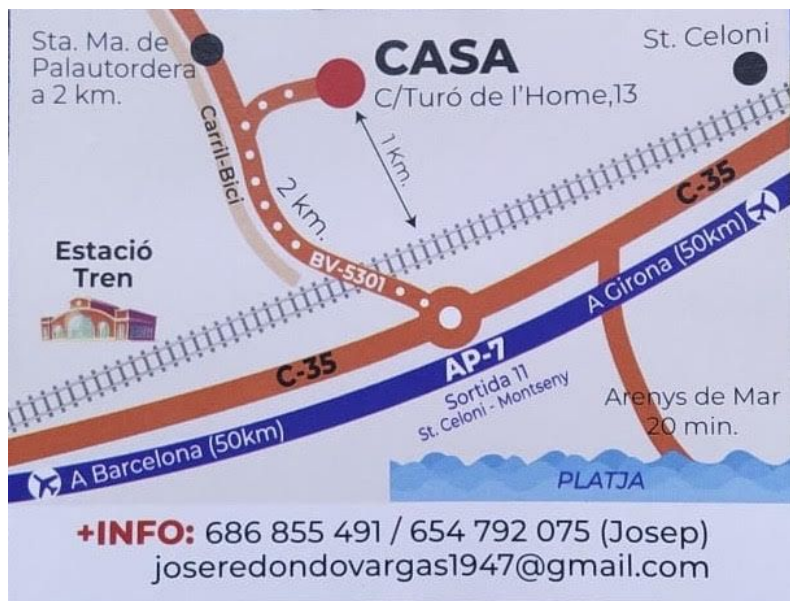 Sta. Ma. de
Palautordera
a 2 km.
CASA
C/Turó de l'Home,13
St. Celoni
Carril-Bici
1 km.
2 km.
C-35
Estació
Tren
BV-5301
A Girona (50km)
C-35
AP-7
Sortida 11
St. Celoni - Montseny
Arenys de Mar
20 min.
A Barcelona (50km)
PLATJA
+INFO: 686 855 491 / 654 792 075 (Josep)
joseredondovargas1947@gmail.com